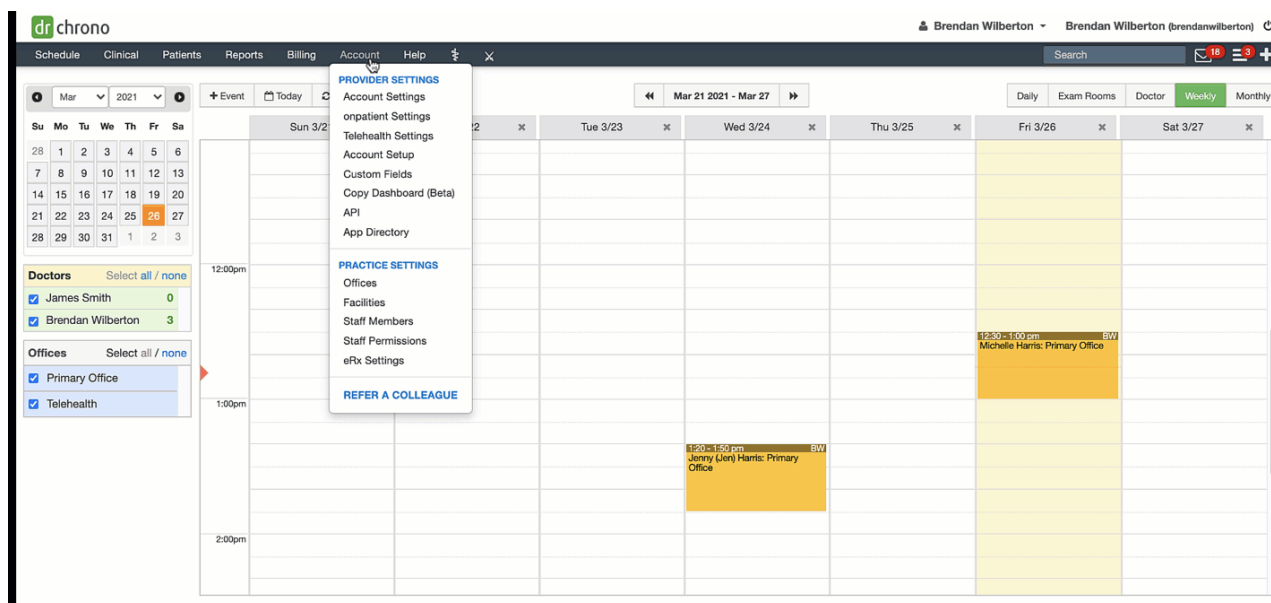 dr chrono
Brendan Wilberton Brendan Wilberton (brendanwilberton)
Schedule Clinical Patients Reports Billing Account Help Search 18 3
Mar 2021
+ Event Today Mar 21 2021 - Mar 27 Daily Exam Rooms Doctor Weekly Monthly
Su Mo Tu We Th Fr Sa
28 1 2 3 4 5 6
7 8 9 10 11 12 13
14 15 16 17 18 19 20
21 22 23 24 25 26 27
28 29 30 31 1 2 3
Doctors Select all / none
James Smith 0
Brendan Wilberton 3
Offices Select all / none
Primary Office
Telehealth
PROVIDER SETTINGS
Account Settings
onpatient Settings
Telehealth Settings
Account Setup
Custom Fields
Copy Dashboard (Beta)
API
App Directory
PRACTICE SETTINGS
Offices
Facilities
Staff Members
Staff Permissions
eRx Settings
REFER A COLLEAGUE
Sun 3/2 2 Tue 3/23 Wed 3/24 Thu 3/25 Fri 3/26 Sat 3/27
12:00pm
12:30 - 1:00 pm BW
Michelle Harris: Primary Office
1:00pm
1:20 - 1:50 pm BW
Jenny (Jen) Harris: Primary
Office
2:00pm